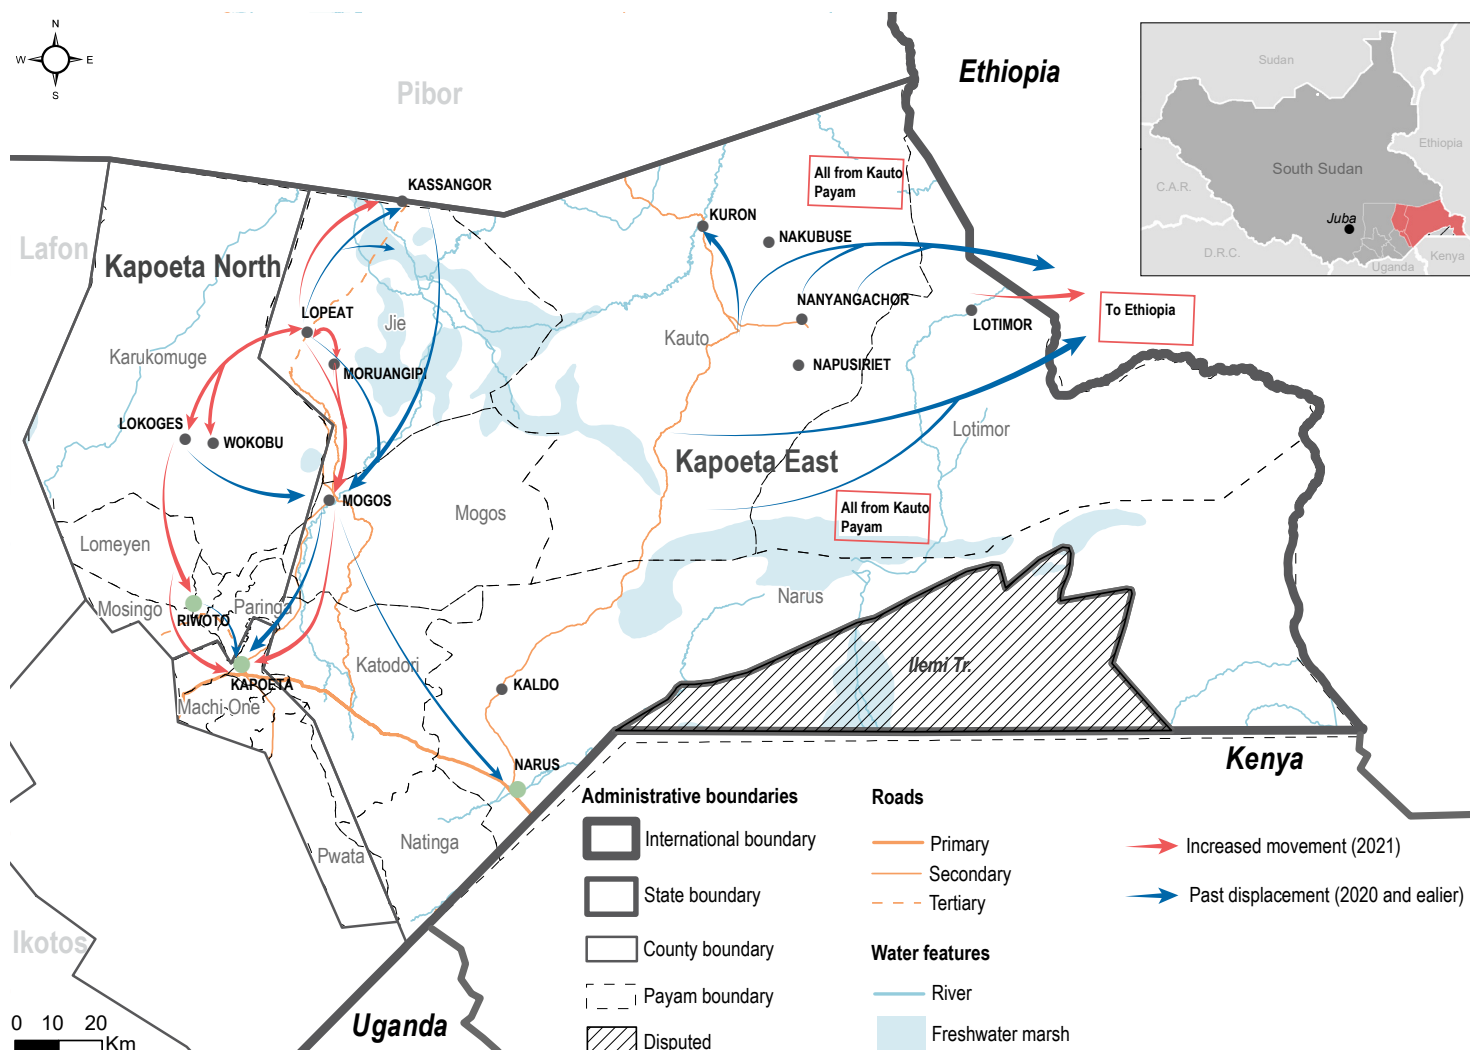 N
W
E
S
Pibor
Ethiopia
Sudan
Ethiopia
South Sudan
C.A.R.
Juba
D.R.C.
Uganda
Kenya
All from Kauto
Payam
KASSANGOR
KURON
NAKUBUSE
Lafon
Kapoeta North
NANYANGACHOR
LOTIMOR
To Ethiopia
LOPEAT
Jie
Kauto
Karukomuge
MORUANGIPI
NAPUSIRIET
LOKOGES
WOKOBU
Lotimor
Kapoeta East
MOGOS
Mogos
All from Kauto
Payam
Lomeyen
Mosingo
Paringa
RIWOTO
Narus
Katodori
Ilemi Tr.
KAPOETA
KALDO
Machi One
NARUS
Kenya
Natinga
Pwata
Ikotos
Uganda
0 10 20
Km
Administrative boundaries
International boundary
State boundary
County boundary
Payam boundary
Disputed
Roads
Primary
Secondary
Tertiary
Water features
River
Freshwater marsh
Increased movement (2021)
Past displacement (2020 and ealier)